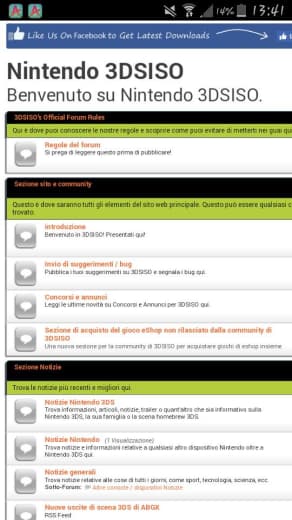 14% 13:41
Like Us On Facebook to Get Latest Downloads
Nintendo 3DSISO
Benvenuto su Nintendo 3DSISO.
3DSISO's Official Forum Rules
Qui è dove puoi conoscere le nostre regole e scoprire come puoi evitare di metterti nei guai qui
Regole del forum
Si prega di leggere questo prima di pubblicare!
Sezione sito e community
Questo è dove saranno tutti gli elementi del sito web principale. Questo può essere qualsiasi c
trovato.
introduzione
Benvenuto in 3DSISO! Presentati qui!
Invio di suggerimenti / bug
Pubblica i tuoi suggerimenti su 3DSISO e segnala i bug qui.
Concorsi e annunci
Leggi le ultime novità su Concorsi e Annunci per 3DSISO qui.
Sezione di acquisto del gioco eShop non rilasciato dalla community di
3DSISO
Una nuova sezione per la community di 3DSISO per acquistare giochi di eshop insieme
Sezione Notizie
Trova le notizie più recenti e migliori qui.
Notizie Nintendo 3DS
Trova informazioni, articoli, notizie, trailer o quant'altro che sia informativo sulla
Nintendo 3DS, la sua famiglia o la scena homebrew 3DS.
Notizie Nintendo (1 Visualizzazione)
Trova notizie e informazioni relative a qualsiasi altro dispositivo Nintendo oltre a
Nintendo 3DS qui.
Notizie generali
Trova notizie relative alle cose di tutti i giorni, come sport, tecnologia, scienza, ecc.
Sotto-Forum: Altre console / dispositivi Notizie
Nuove uscite di scena 3DS di ABGX
RSS Feed